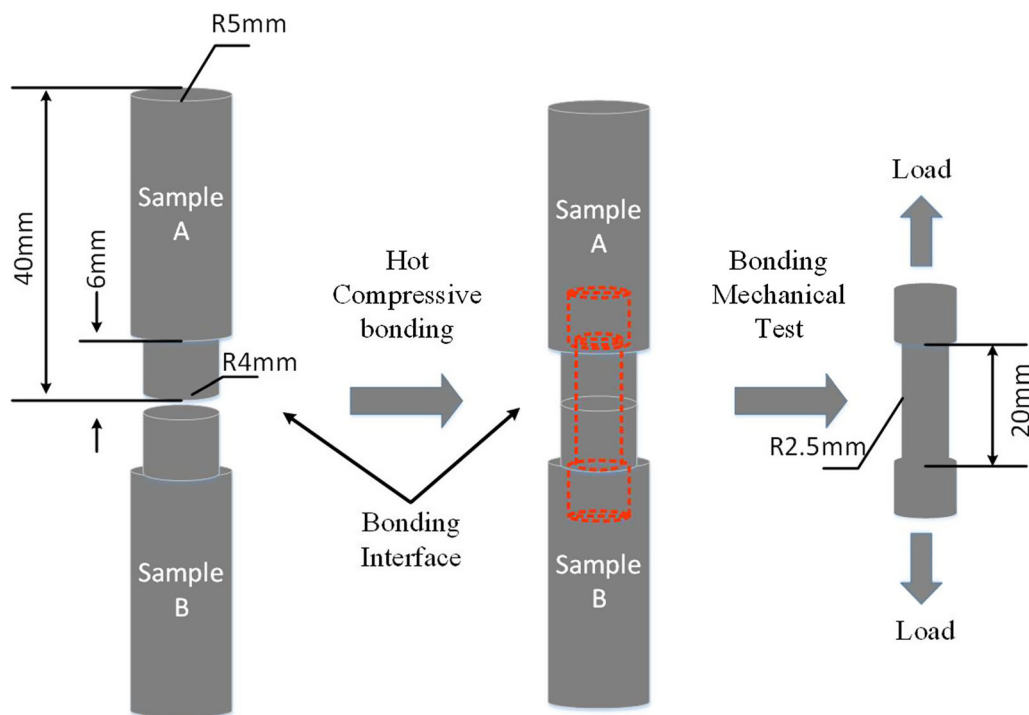 R5mm
40mm
6mm
Sample
A
R4mm
Sample
B
Bonding
Interface
Hot
Compressive
bonding
Sample
A
Sample
B
Bonding
Mechanical
Test
Load
R2.5mm
20mm
Load